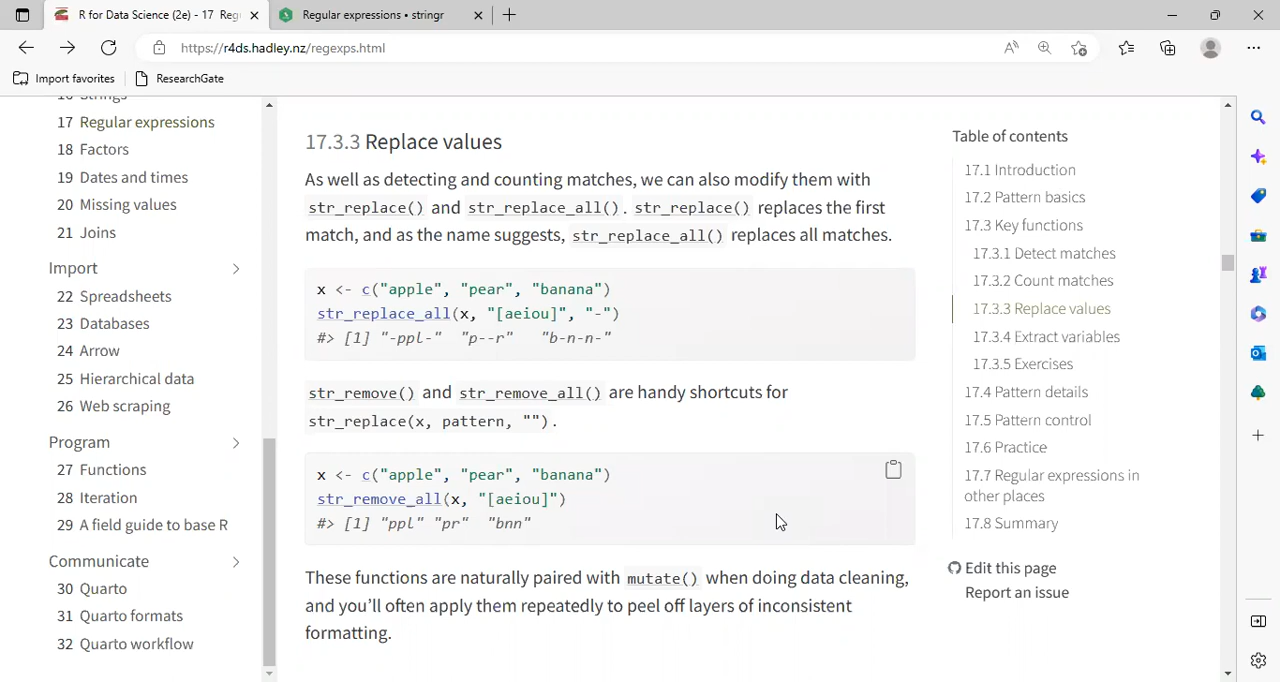 R for Data Science (2e) - 17 Reg
Regular expressions • stringr
https://r4ds.hadley.nz/regexps.html
Import favorites
ResearchGate
16 Strings
17 Regular expressions
18 Factors
19 Dates and times
20 Missing values
21 Joins
Import
22 Spreadsheets
23 Databases
24 Arrow
25 Hierarchical data
26 Web scraping
Program
27 Functions
28 Iteration
29 A field guide to base R
Communicate
30 Quarto
31 Quarto formats
32 Quarto workflow
17.3.3 Replace values
As well as detecting and counting matches, we can also modify them with
str_replace() and str_replace_all(). str_replace() replaces the first
match, and as the name suggests, str_replace_all() replaces all matches.
x <- c("apple", "pear", "banana")
str_replace_all(x, "[aeiou]", "-")
#> [1] "-ppl-" "p--r"   "b-n-n-"
str_remove() and str_remove_all() are handy shortcuts for
str_replace(x, pattern, "").
x <- c("apple", "pear", "banana")
str_remove_all(x, "[aeiou]")
#> [1] "ppl" "pr"  "bnn"
These functions are naturally paired with mutate() when doing data cleaning,
and you’ll often apply them repeatedly to peel off layers of inconsistent
formatting.
Table of contents
17.1 Introduction
17.2 Pattern basics
17.3 Key functions
17.3.1 Detect matches
17.3.2 Count matches
17.3.3 Replace values
17.3.4 Extract variables
17.3.5 Exercises
17.4 Pattern details
17.5 Pattern control
17.6 Practice
17.7 Regular expressions in
other places
17.8 Summary
Edit this page
Report an issue